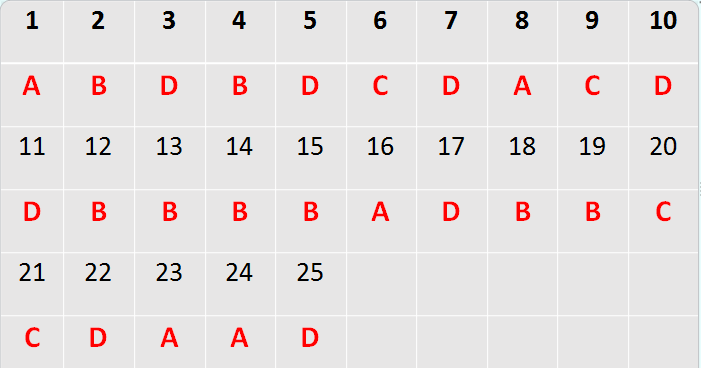 1 2 3 4 5 6 7 8 9 10
A B D B D C D A C D
11 12 13 14 15 16 17 18 19 20
D B B B B A D B B C
21 22 23 24 25
C D A A D